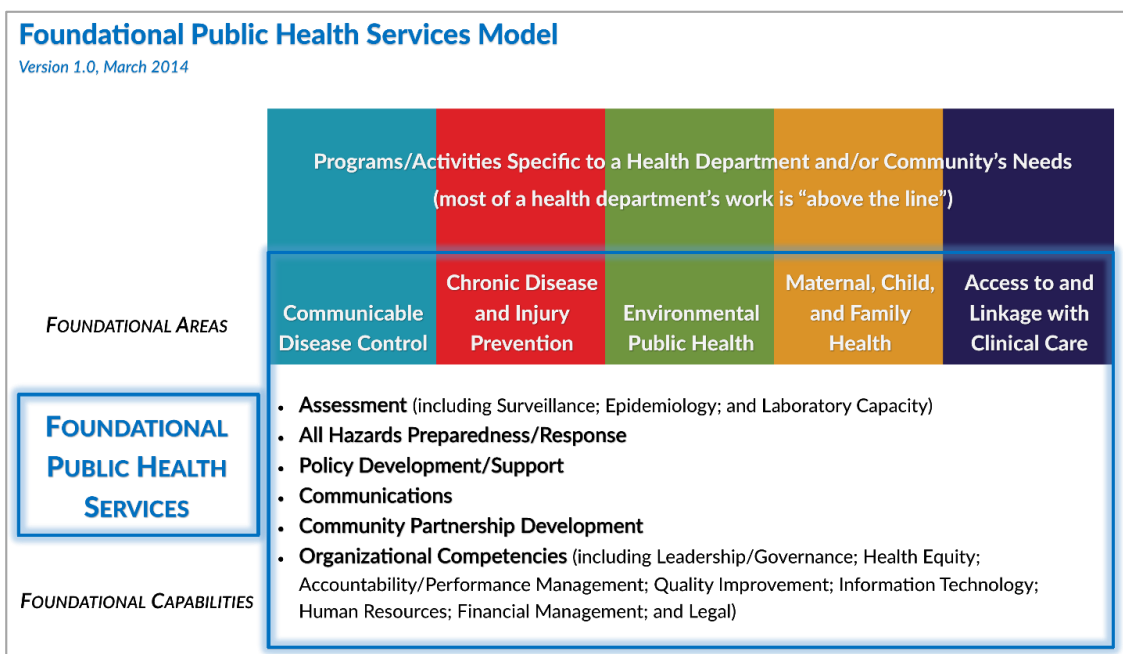 Foundational Public Health Services Model
Version 1.0, March 2014
Programs/Activities Specific to a Health Department and/or Community's Needs
(most of a health department's work is “above the line”)
FOUNDATIONAL AREAS
Communicable
Disease Control
Chronic Disease
and Injury
Prevention
Environmental
Public Health
Maternal, Child,
and Family
Health
Access to and
Linkage with
Clinical Care
FOUNDATIONAL
PUBLIC HEALTH
SERVICES
FOUNDATIONAL CAPABILITIES
• Assessment (including Surveillance; Epidemiology; and Laboratory Capacity)
• All Hazards Preparedness/Response
• Policy Development/Support
• Communications
• Community Partnership Development
• Organizational Competencies (including Leadership/Governance; Health Equity;
Accountability/Performance Management; Quality Improvement; Information Technology;
Human Resources; Financial Management; and Legal)